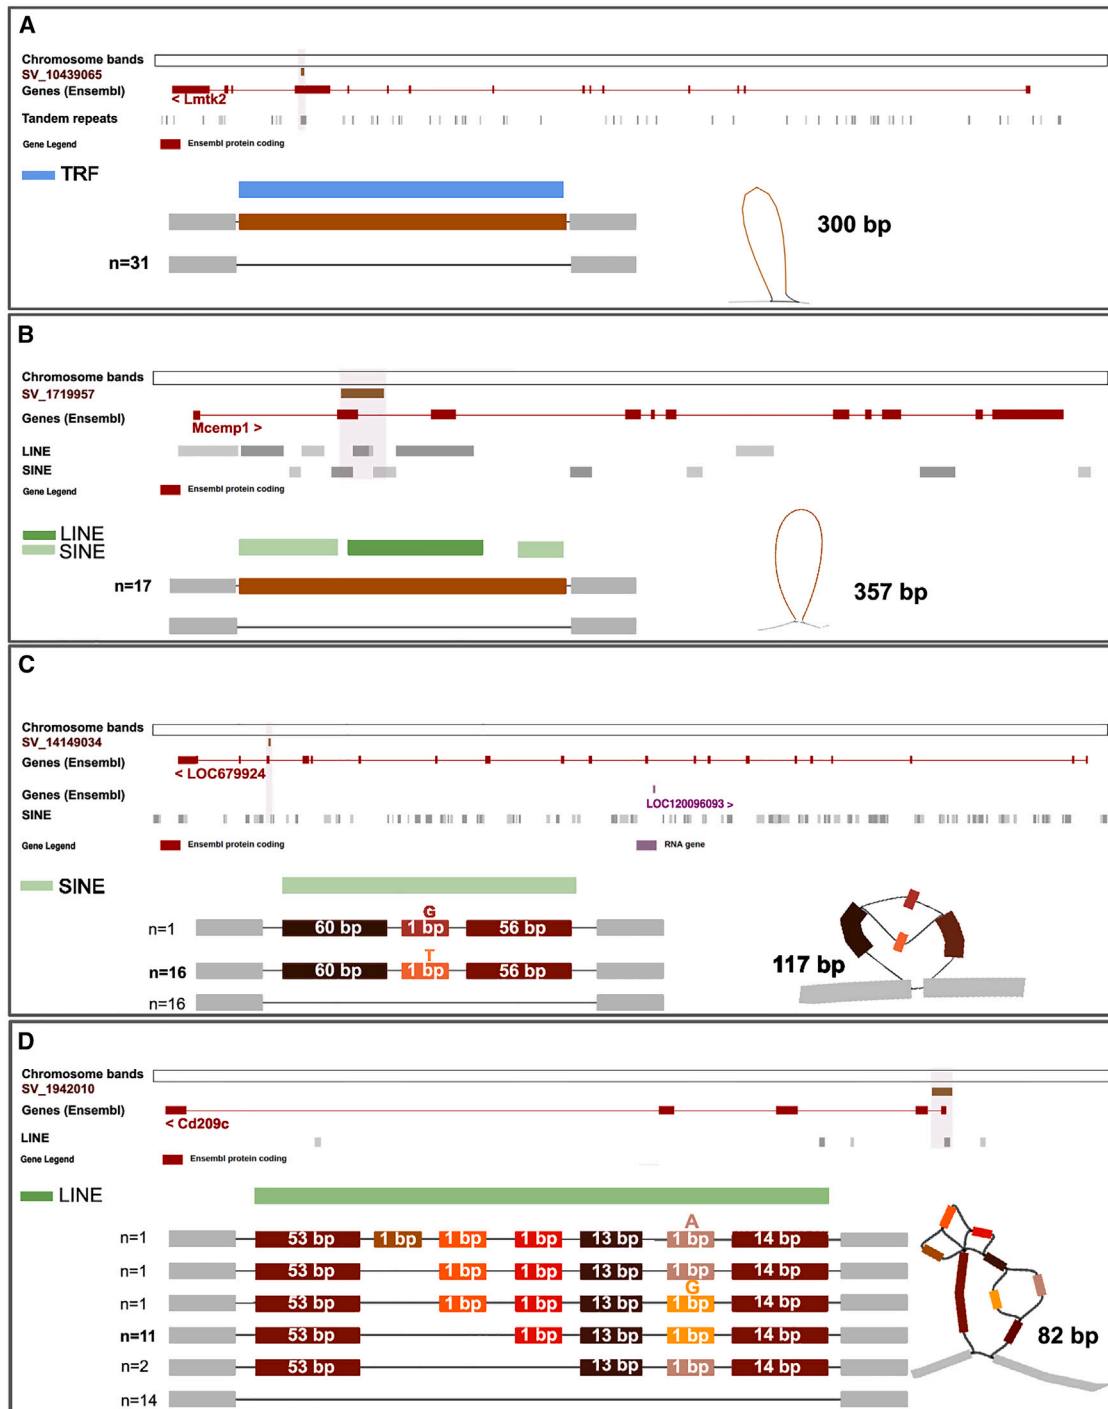 A
Chromosome bands
SV_10439065
Genes (Ensembl)
< Lmtk2
Tandem repeats
Gene Legend
Ensembl protein coding
TRF
300 bp
n=31
B
Chromosome bands
SV_1719957
Genes (Ensembl)
Mcemp1 >
LINE
SINE
Gene Legend
Ensembl protein coding
LINE
SINE
n=17
357 bp
C
Chromosome bands
SV_14149034
Genes (Ensembl)
< LOC679924
Genes (Ensembl)
LOC120096093 >
SINE
Gene Legend
Ensembl protein coding
RNA gene
SINE
G
n=1 60 bp 1 bp 56 bp
T
n=16 60 bp 1 bp 56 bp
117 bp
n=16
D
Chromosome bands
SV_1942010
Genes (Ensembl)
< Cd209c
LINE
Gene Legend
Ensembl protein coding
LINE
A
n=1 53 bp 1 bp 1 bp 1 bp 13 bp 1 bp 14 bp
n=1 53 bp 1 bp 1 bp 13 bp 1 bp 14 bp
G
n=1 53 bp 1 bp 1 bp 13 bp 1 bp 14 bp
n=11 53 bp 1 bp 13 bp 1 bp 14 bp
82 bp
n=2 53 bp 13 bp 1 bp 14 bp
n=14